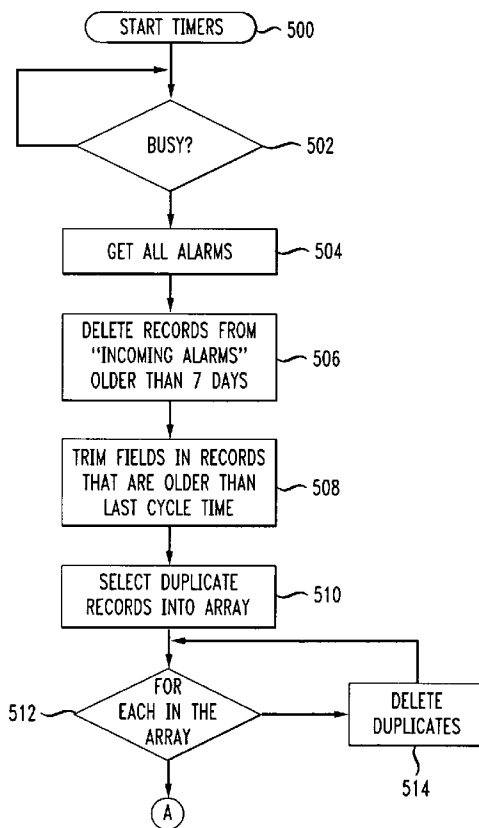 START TIMERS
500
BUSY?
502
GET ALL ALARMS
504
DELETE RECORDS FROM
"INCOMING ALARMS"
OLDER THAN 7 DAYS
506
TRIM FIELDS IN RECORDS
THAT ARE OLDER THAN
LAST CYCLE TIME
508
SELECT DUPLICATE
RECORDS INTO ARRAY
510
512
FOR
EACH IN THE
ARRAY
DELETE
DUPLICATES
514
A